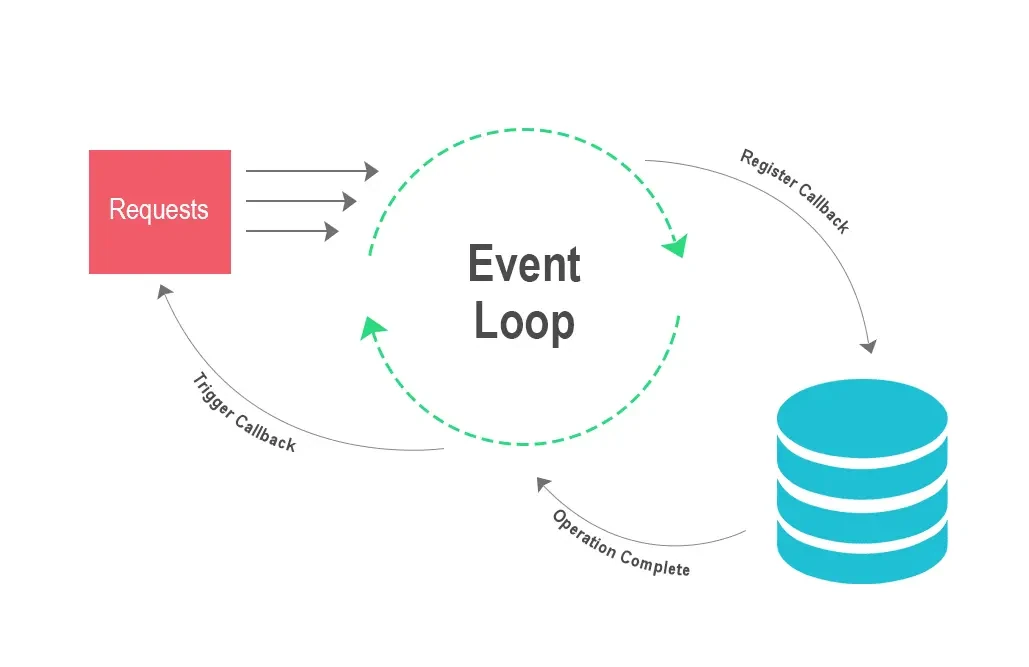 Requests
Event
Loop
Register Callback
Trigger Callback
Operation Complete